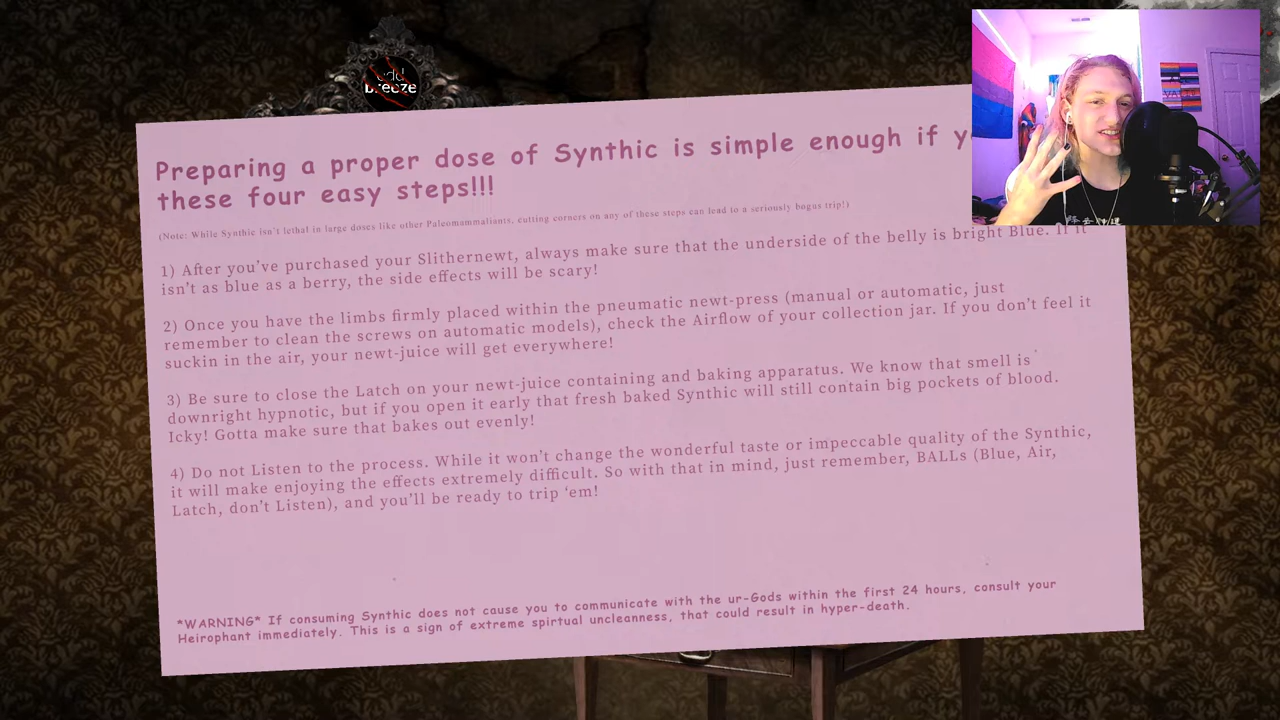 odd
breeze
Preparing a proper dose of Synthic is simple enough if
these four easy steps!!!
(Note: While Synthic isn't lethal in large doses like other Paleomammaliants, cutting corners on any of these steps can lead to a seriously bogus trip!)
1) After you've purchased your Slithernewt, always make sure that the underside of the belly is bright Blue. If it
isn't as blue as a berry, the side effects will be scary!
2) Once you have the limbs firmly placed within the pneumatic newt-press (manual or automatic, just
remember to clean the screws on automatic models), check the Airflow of your collection jar. If you don't feel it
suckin in the air, your newt-juice will get everywhere!
3) Be sure to close the Latch on your newt-juice containing and baking apparatus. We know that smell is
downright hypnotic, but if you open it early that fresh baked Synthic will still contain big pockets of blood.
Icky! Gotta make sure that bakes out evenly!
4) Do not Listen to the process. While it won't change the wonderful taste or impeccable quality of the Synthic,
it will make enjoying the effects extremely difficult. So with that in mind, just remember, BALLs (Blue, Air,
Latch, don't Listen), and you'll be ready to trip 'em!
*WARNING* If consuming Synthic does not cause you to communicate with the ur-Gods within the first 24 hours, consult your
Heirophant immediately. This is a sign of extreme spirtual uncleanness, that could result in hyper-death.